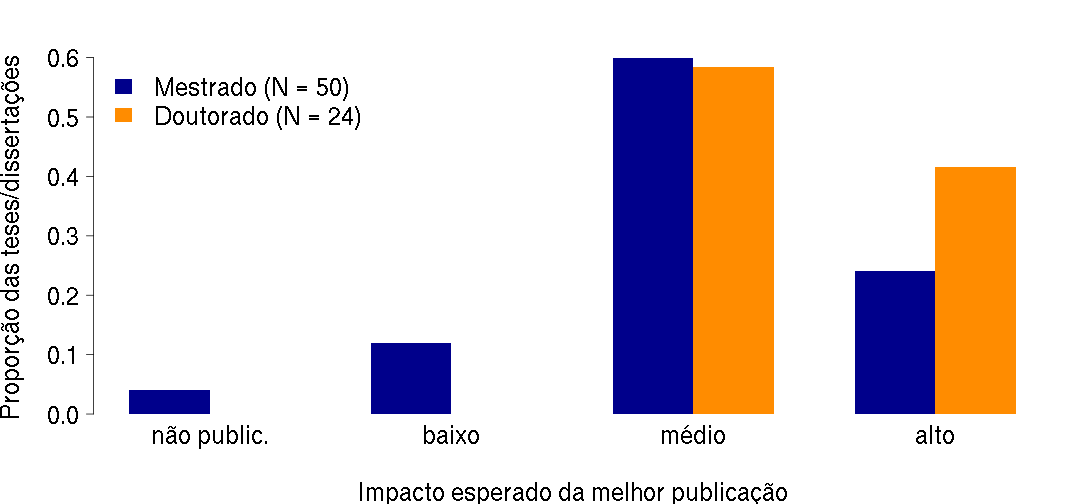 Proporção das teses/dissertações
0.6
0.5
0.4
0.3
0.2
0.1
0.0
Mestrado (N = 50)
Doutorado (N = 24)
não public.
baixo
médio
alto
Impacto esperado da melhor publicação